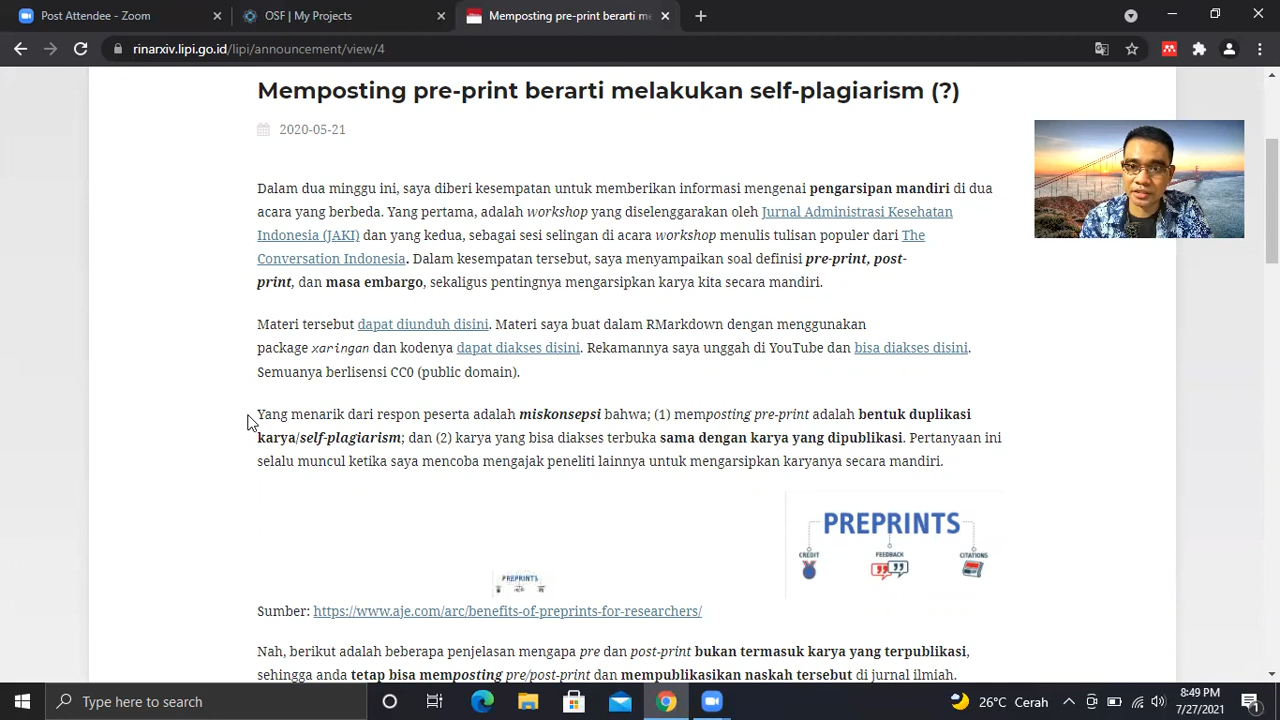 Post Attendee - Zoom
OSF | My Projects
Memposting pre-print berarti me
rinarxiv.lipi.go.id/lipi/announcement/view/4
Memposting pre-print berarti melakukan self-plagiarism (?)
2020-05-21
Dalam dua minggu ini, saya diberi kesempatan untuk memberikan informasi mengenai pengarsipan mandiri di dua
acara yang berbeda. Yang pertama, adalah workshop yang diselenggarakan oleh Jurnal Administrasi Kesehatan
Indonesia (JAKI) dan yang kedua, sebagai sesi selingan di acara workshop menulis tulisan populer dari The
Conversation Indonesia. Dalam kesempatan tersebut, saya menyampaikan soal definisi pre-print, post-
print, dan masa embargo, sekaligus pentingnya mengarsipkan karya kita secara mandiri.
Materi tersebut dapat diunduh disini. Materi saya buat dalam RMarkdown dengan menggunakan
package xaringan dan kodenya dapat diakses disini. Rekamannya saya unggah di YouTube dan bisa diakses disini.
Semuanya berlisensi CC0 (public domain).
Yang menarik dari respon peserta adalah miskonsepsi bahwa; (1) memposting pre-print adalah bentuk duplikasi
karya/self-plagiarism; dan (2) karya yang bisa diakses terbuka sama dengan karya yang dipublikasi. Pertanyaan ini
selalu muncul ketika saya mencoba mengajak peneliti lainnya untuk mengarsipkan karyanya secara mandiri.
PREPRINTS
CREDIT FEEDBACK CITATIONS
PREPRINTS
Sumber: https://www.aje.com/arc/benefits-of-preprints-for-researchers/
Nah, berikut adalah beberapa penjelasan mengapa pre dan post-print bukan termasuk karya yang terpublikasi,
sehingga anda tetap bisa memposting pre/post-print dan mempublikasikan naskah tersebut di jurnal ilmiah.
Type here to search
26°C Cerah
8:49 PM
7/27/2021
1